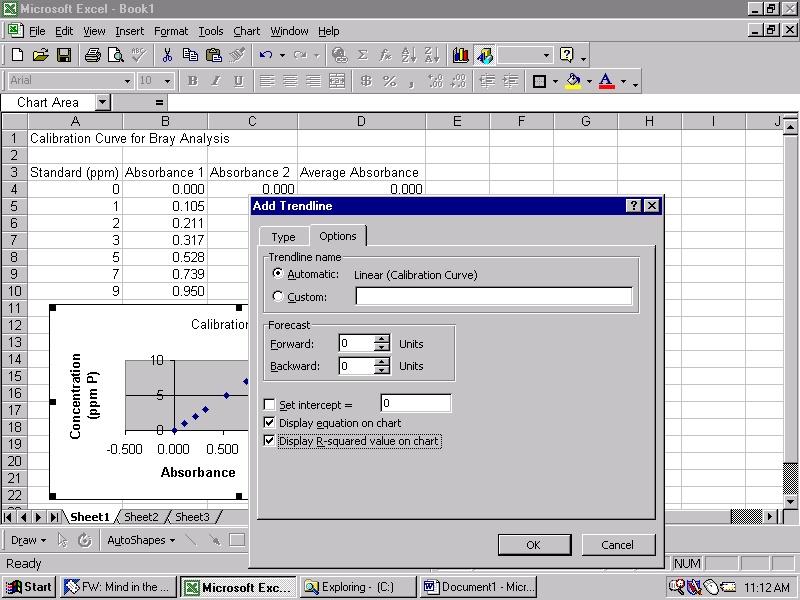 Microsoft Excel - Book1
File Edit View Insert Format Tools Chart Window Help
Arial 10 B I U $ % ,
Chart Area =
A B C D E F G H I J
1 Calibration Curve for Bray Analysis
2
3 Standard (ppm) Absorbance 1 Absorbance 2 Average Absorbance
4 0 0.000 0.000 0.000
5 1 0.105
6 2 0.211
7 3 0.317
8 5 0.528
9 7 0.739
10 9 0.950
11
12
13
14
15
16
17
18
19
20
21
22
Calibration
Concentration
(ppm P)
10
5
0
-0.500 0.000 0.500
Absorbance
Add Trendline
Type Options
Trendline name
Automatic: Linear (Calibration Curve)
Custom:
Forecast
Forward: 0 Units
Backward: 0 Units
Set intercept = 0
Display equation on chart
Display R-squared value on chart
OK Cancel
Sheet1 Sheet2 Sheet3
Draw AutoShapes
Ready NUM
Start FW: Mind in the ... Microsoft Exc... Exploring - (C:) Document1 - Micr... 11:12 AM